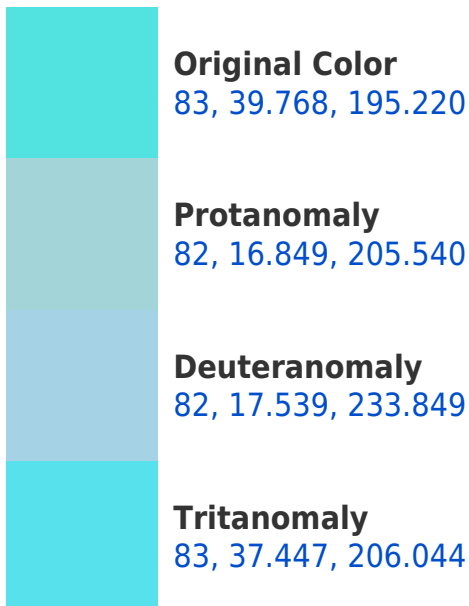 Original Color
83, 39.768, 195.220
Protanomaly
82, 16.849, 205.540
Deuteranomaly
82, 17.539, 233.849
Tritanomaly
83, 37.447, 206.044